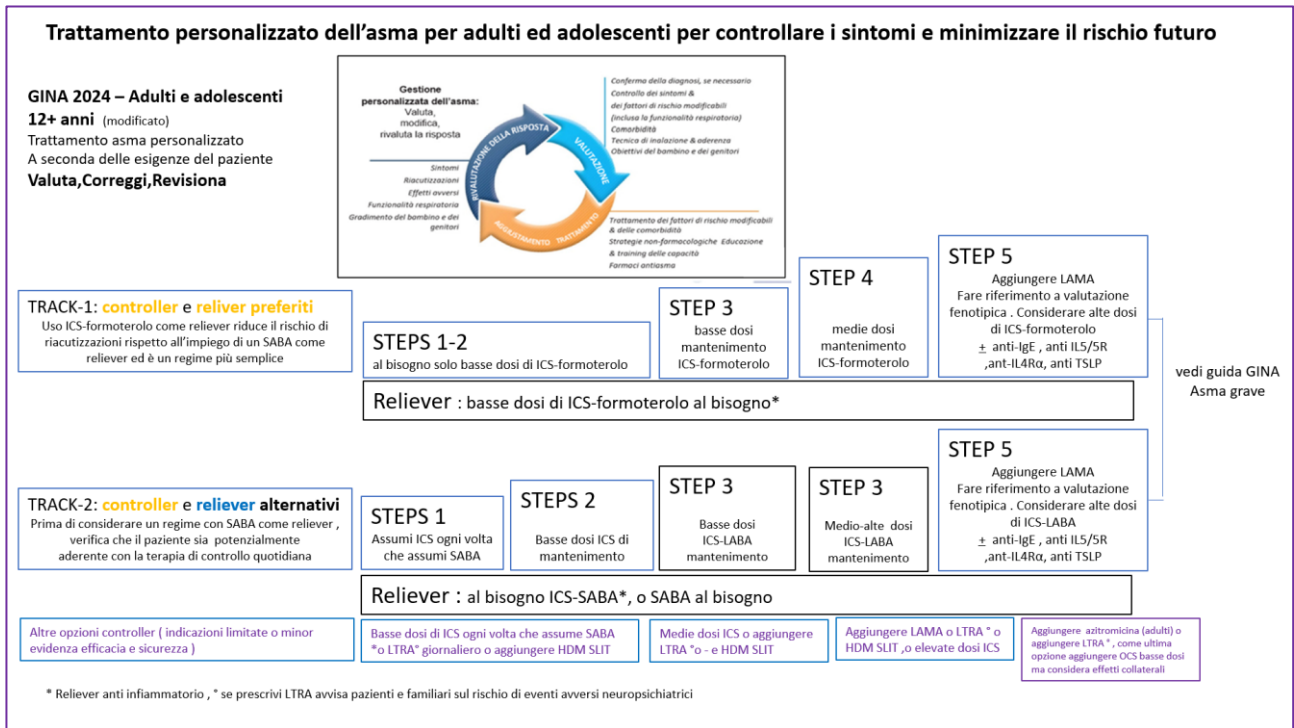 Trattamento personalizzato dell'asma per adulti ed adolescenti per controllare i sintomi e minimizzare il rischio futuro
GINA 2024 – Adulti e adolescenti
12+ anni (modificato)
Trattamento asma personalizzato
A seconda delle esigenze del paziente
Valuta,Correggi,Revisiona
Gestione
personalizzata dell'asma:
Valuta,
modifica,
rivaluta la risposta
Sintomi
Riacutizzazioni
Effetti avversi
Funzionalità respiratoria
Gradimento del bambino e dei
genitori
RIVALUTAZIONE DELLA RISPOSTA
VALUTAZIONE
AGGIUSTAMENTO TRATTAMENTO
Conferma della diagnosi, se necessario
Controllo dei sintomi &
dei fattori di rischio modificabili
(inclusa la funzionalità respiratoria)
Comorbidità
Tecnica di inalazione & aderenza
Obiettivi del bambino e dei genitori
Trattamento dei fattori di rischio modificabili
& delle comorbidità
Strategie non-farmacologiche Educazione
& training delle capacità
Farmaci antiasma
TRACK-1: controller e reliver preferiti
Uso ICS-formoterolo come reliever riduce il rischio di
riacutizzazioni rispetto all'impiego di un SABA come
reliever ed è un regime più semplice
STEPS 1-2
al bisogno solo basse dosi di ICS-formoterolo
STEP 3
basse dosi
mantenimento
ICS-formoterolo
STEP 4
medie dosi
mantenimento
ICS-formoterolo
STEP 5
Aggiungere LAMA
Fare riferimento a valutazione
fenotipica . Considerare alte dosi
di ICS-formoterolo
+ anti-IgE , anti IL5/5R
,ant-IL4Rα, anti TSLP
Reliever : basse dosi di ICS-formoterolo al bisogno*
vedi guida GINA
Asma grave
TRACK-2: controller e reliever alternativi
Prima di considerare un regime con SABA come reliever ,
verifica che il paziente sia potenzialmente
aderente con la terapia di controllo quotidiana
STEPS 1
Assumi ICS ogni volta
che assumi SABA
STEPS 2
Basse dosi ICS di
mantenimento
STEP 3
Basse dosi
ICS-LABA
mantenimento
STEP 3
Medio-alte dosi
ICS-LABA
mantenimento
STEP 5
Aggiungere LAMA
Fare riferimento a valutazione
fenotipica . Considerare alte dosi
di ICS-LABA
+ anti-IgE , anti IL5/5R
,ant-IL4Rα, anti TSLP
Reliever : al bisogno ICS-SABA*, o SABA al bisogno
Altre opzioni controller ( indicazioni limitate o minor
evidenza efficacia e sicurezza )
Basse dosi di ICS ogni volta che assume SABA
*o LTRA° giornaliero o aggiungere HDM SLIT
Medie dosi ICS o aggiungere
LTRA °o - e HDM SLIT
Aggiungere LAMA o LTRA ° o
HDM SLIT ,o elevate dosi ICS
Aggiungere azitromicina (adulti) o
aggiungere LTRA ° , come ultima
opzione aggiungere OCS basse dosi
ma considera effetti collaterali
* Reliever anti infiammatorio , ° se prescrivi LTRA avvisa pazienti e familiari sul rischio di eventi avversi neuropsichiatrici